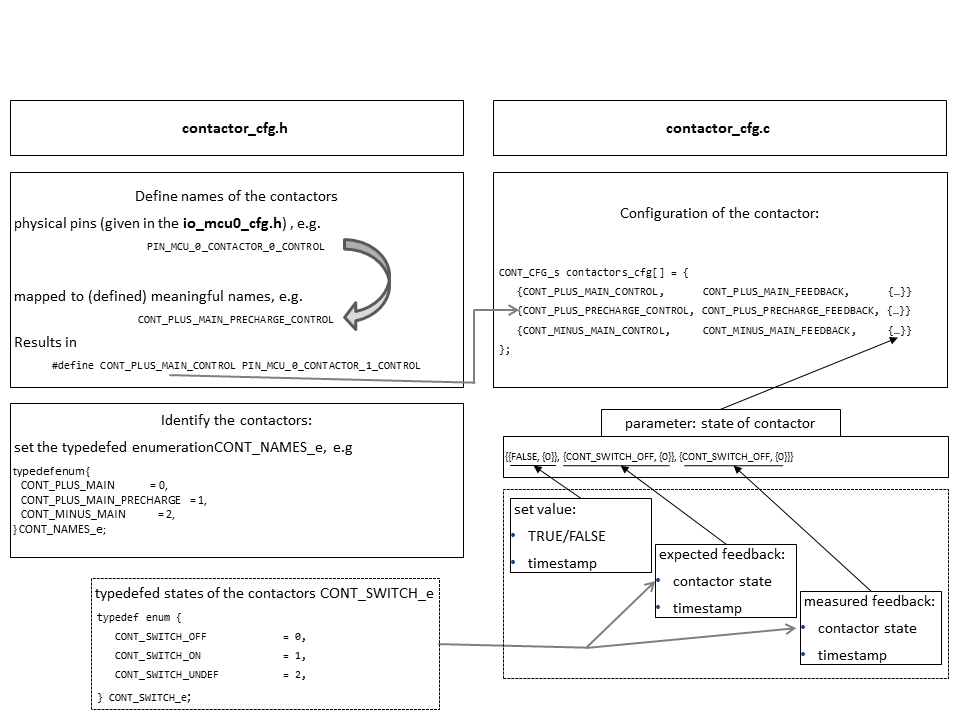 contactor_cfg.h
Define names of the contactors
physical pins (given in the io_mcu0_cfg.h) , e.g.
PIN_MCU_0_CONTACTOR_0_CONTROL
mapped to (defined) meaningful names, e.g.
CONT_PLUS_MAIN_PRECHARGE_CONTROL
Results in
#define CONT_PLUS_MAIN_CONTROL PIN_MCU_0_CONTACTOR_1_CONTROL
Identify the contactors:
set the typedefed enumerationCONT_NAMES_e, e.g
typedef enum {
CONT_PLUS_MAIN = 0,
CONT_PLUS_MAIN_PRECHARGE = 1,
CONT_MINUS_MAIN = 2,
} CONT_NAMES_e;
typedefed states of the contactors CONT_SWITCH_e
typedef enum {
CONT_SWITCH_OFF = 0,
CONT_SWITCH_ON = 1,
CONT_SWITCH_UNDEF = 2,
} CONT_SWITCH_e;
contactor_cfg.c
Configuration of the contactor:
CONT_CFG_s contactors_cfg[] = {
{CONT_PLUS_MAIN_CONTROL, CONT_PLUS_MAIN_FEEDBACK, {…}}
{CONT_PLUS_PRECHARGE_CONTROL, CONT_PLUS_PRECHARGE_FEEDBACK, {…}}
{CONT_MINUS_MAIN_CONTROL, CONT_MINUS_MAIN_FEEDBACK, {…}}
};
parameter: state of contactor
{{FALSE, {0}}, {CONT_SWITCH_OFF, {0}}, {CONT_SWITCH_OFF, {0}}}
set value:
• TRUE/FALSE
• timestamp
expected feedback:
• contactor state
• timestamp
measured feedback:
• contactor state
• timestamp